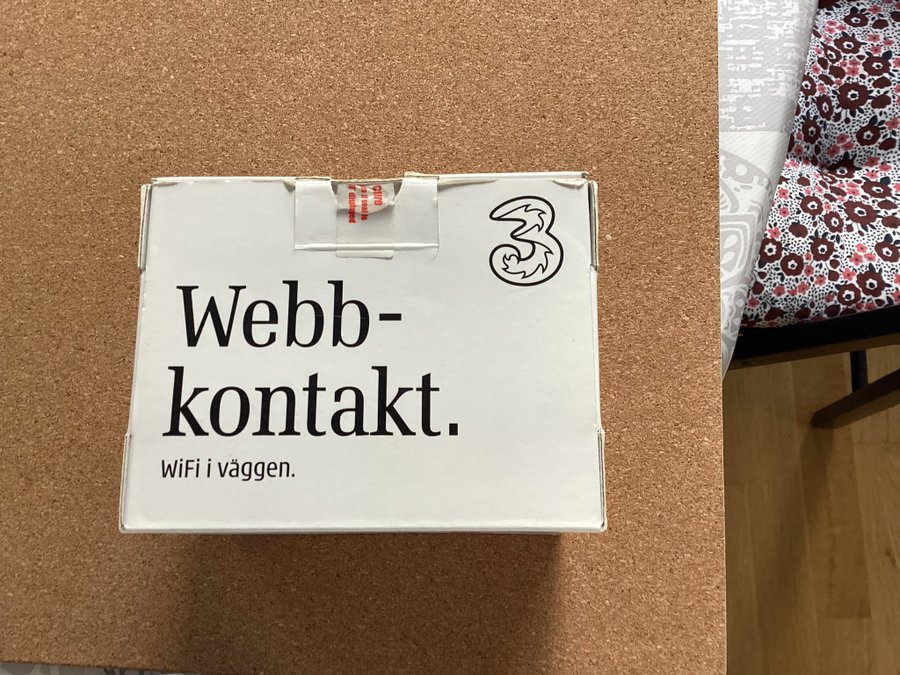 3
Webb-
kontakt.
WiFi i väggen.